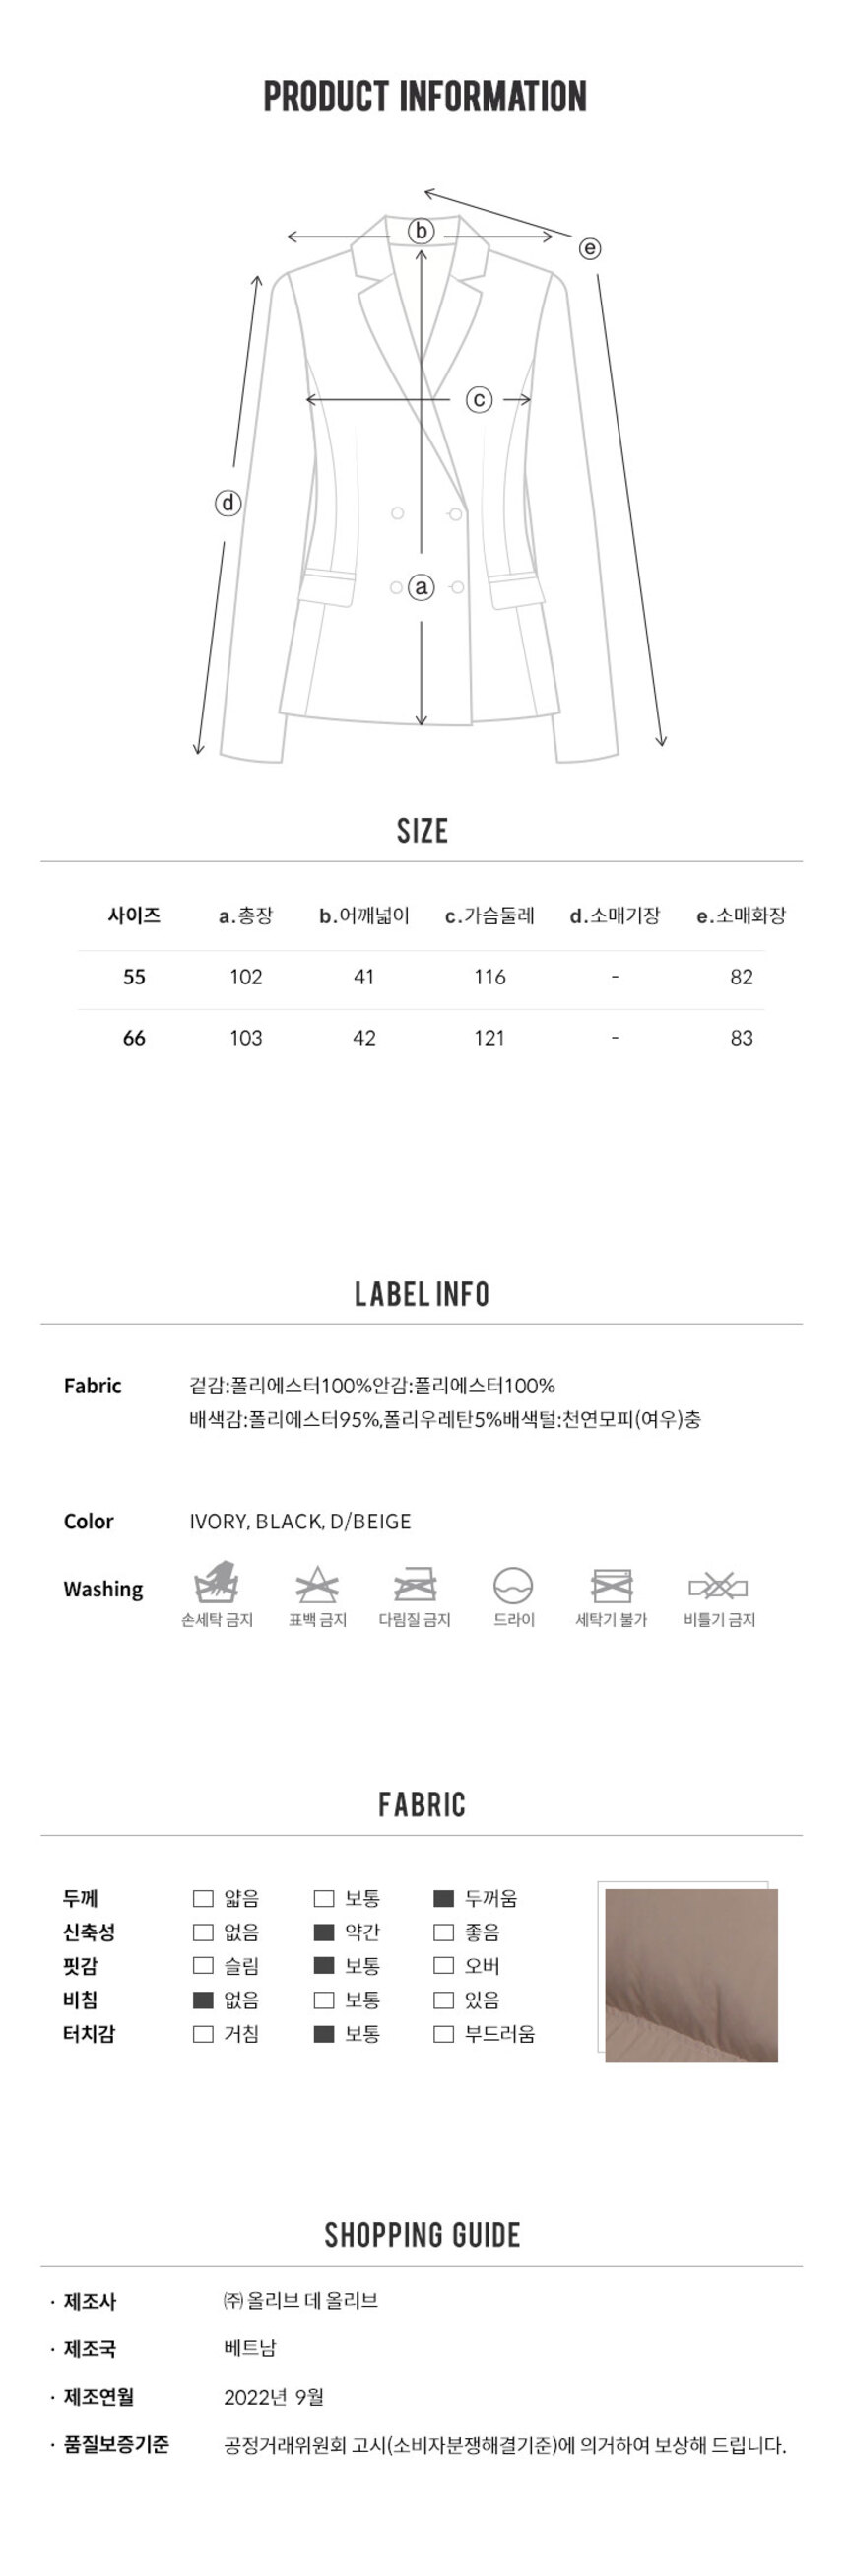 PRODUCT INFORMATION
b
e
c
d
a
SIZE
사이즈 a.총장 b.어깨넓이 c.가슴둘레 d.소매기장 e.소매화장
55 102 41 116 - 82
66 103 42 121 - 83
LABEL INFO
Fabric 겉감:폴리에스터100%안감:폴리에스터100%
배색감:폴리에스터95%,폴리우레탄5%배색털:천연모피(여우)충
Color IVORY, BLACK, D/BEIGE
Washing
손세탁 금지 표백 금지 다림질 금지 드라이 세탁기 불가 비틀기 금지
FABRIC
두께 얇음 보통 두꺼움
신축성 없음 약간 좋음
핏감 슬림 보통 오버
비침 없음 보통 있음
터치감 거침 보통 부드러움
SHOPPING GUIDE
· 제조사 ㈜ 올리브 데 올리브
· 제조국 베트남
· 제조연월 2022년 9월
· 품질보증기준 공정거래위원회 고시(소비자분쟁해결기준)에 의거하여 보상해 드립니다.